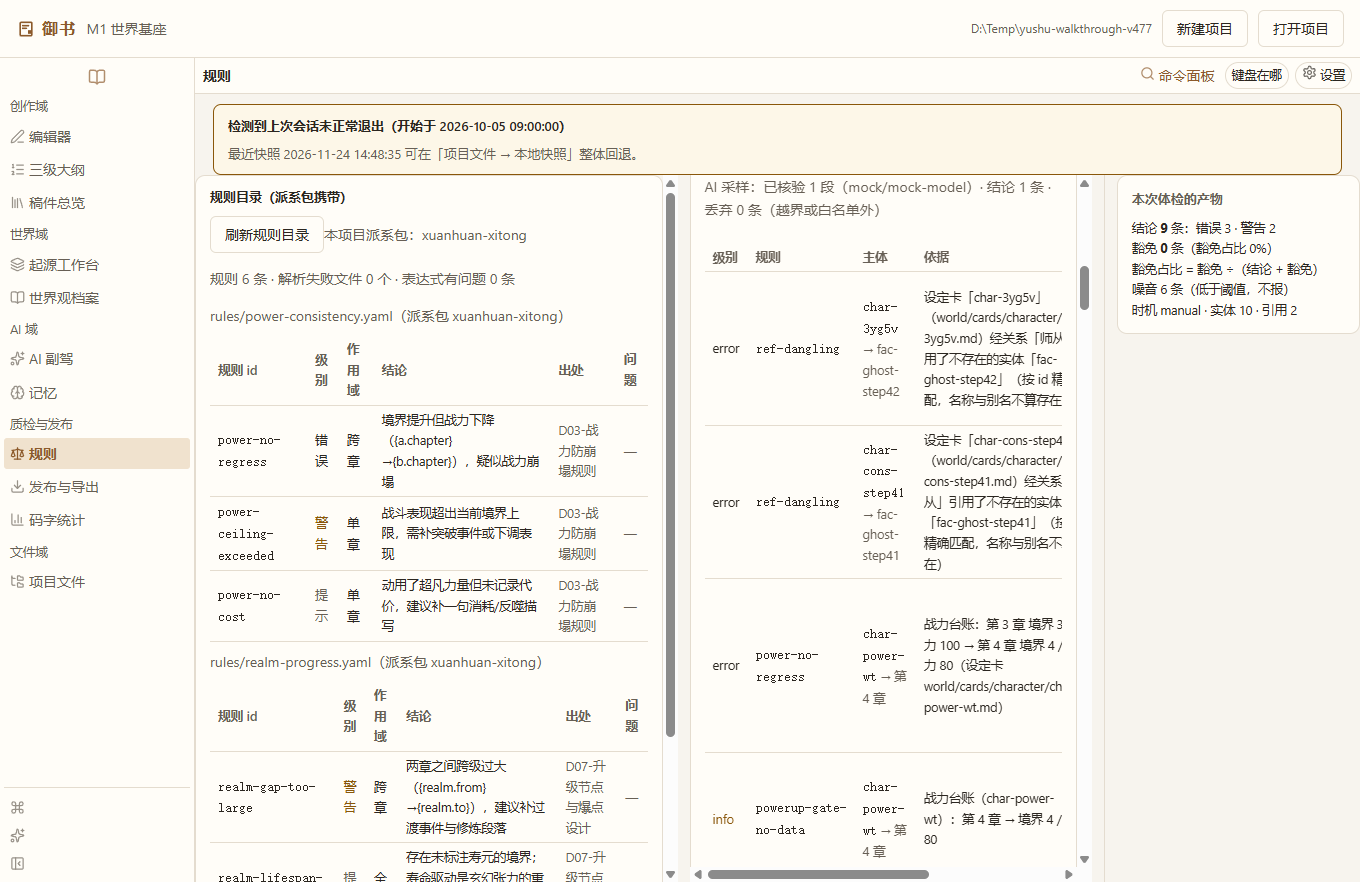 御书 M1 世界基座
D:\Temp\yushu-walkthrough-v477 新建项目 打开项目
创作域
编辑器
三级大纲
稿件总览
世界域
起源工作台
世界观档案
AI 域
AI 副驾
记忆
质检与发布
规则
发布与导出
码字统计
文件域
项目文件
规则
命令面板 键盘在哪 设置
检测到上次会话未正常退出（开始于 2026-10-05 09:00:00）
最近快照 2026-11-24 14:48:35 可在「项目文件 → 本地快照」整体回退。
规则目录（派系包携带）
刷新规则目录 本项目派系包：xuanhuan-xitong
规则 6 条 · 解析失败文件 0 个 · 表达式有问题 0 条
rules/power-consistency.yaml（派系包 xuanhuan-xitong）
规则 id 级别 作用域 结论 出处 问题
power-no-
regress
错误
跨章
境界提升但战力下降
（{a.chapter}
→{b.chapter}），疑似战力崩
塌
D03-战
力防崩
塌规则
—
power-
ceiling-
exceeded
警告
单章
战斗表现超出当前境界上
限，需补突破事件或下调表
现
D03-战
力防崩
塌规则
—
power-no-
cost
提示
单章
动用了超凡力量但未记录代
价，建议补一句消耗/反噬描
写
D03-战
力防崩
塌规则
—
rules/realm-progress.yaml（派系包 xuanhuan-xitong）
规则 id 级别 作用域 结论 出处 问题
realm-gap-too-
large
警告
跨章
两章之间跨级过大
（{realm.from}
→{realm.to}），建议补过
渡事件与修炼段落
D07-升
级节点
与爆点
设计
—
realm-lifespan-
提
全
存在未标注寿元的境界；
寿命驱动是玄幻张力的重
D07-升
级节点
AI 采样：已核验 1 段（mock/mock-model）· 结论 1 条 ·
丢弃 0 条（越界或白名单外）
级别 规则 主体 依据
error
ref-dangling
char-
3yg5v
→ fac-
ghost-
step42
设定卡「char-3yg5v」
（world/cards/character/
3yg5v.md）经关系「师从
用了不存在的实体「fac-
ghost-step42」（按 id 精
配，名称与别名不算存在
error
ref-dangling
char-
cons-
step41
→ fac-
ghost-
step41
设定卡「char-cons-step4
（world/cards/character/
cons-step41.md）经关系
从」引用了不存在的实体
「fac-ghost-step41」（按
精确匹配，名称与别名不
在）
error
power-no-
regress
char-
power-
wt → 第
4 章
战力台账：第 3 章 境界 3
力 100 → 第 4 章 境界 4 /
力 80（设定卡
world/cards/character/ch
power-wt.md）
info
powerup-gate-
no-data
char-
power-
wt → 第
4 章
战力台账（char-power-
wt）：第 4 章 → 境界 4 /
80
本次体检的产物
结论 9 条：错误 3 · 警告 2
豁免 0 条（豁免占比 0%）
豁免占比 = 豁免 ÷（结论 + 豁免）
噪音 6 条（低于阈值，不报）
时机 manual · 实体 10 · 引用 2